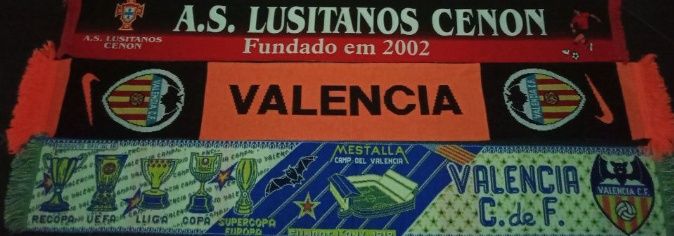 A.S. LUSITANOS CENON
A.S. LUSITANOS
CENON
Fundado em 2002
VALENCIA
MESTALLA
CAMP DEL VALENCIA
VALENCIA
C. de F.
VALENCIA C.F.
RECOPA UEFA LLIGA COPA SUPERCOPA
EUROPA